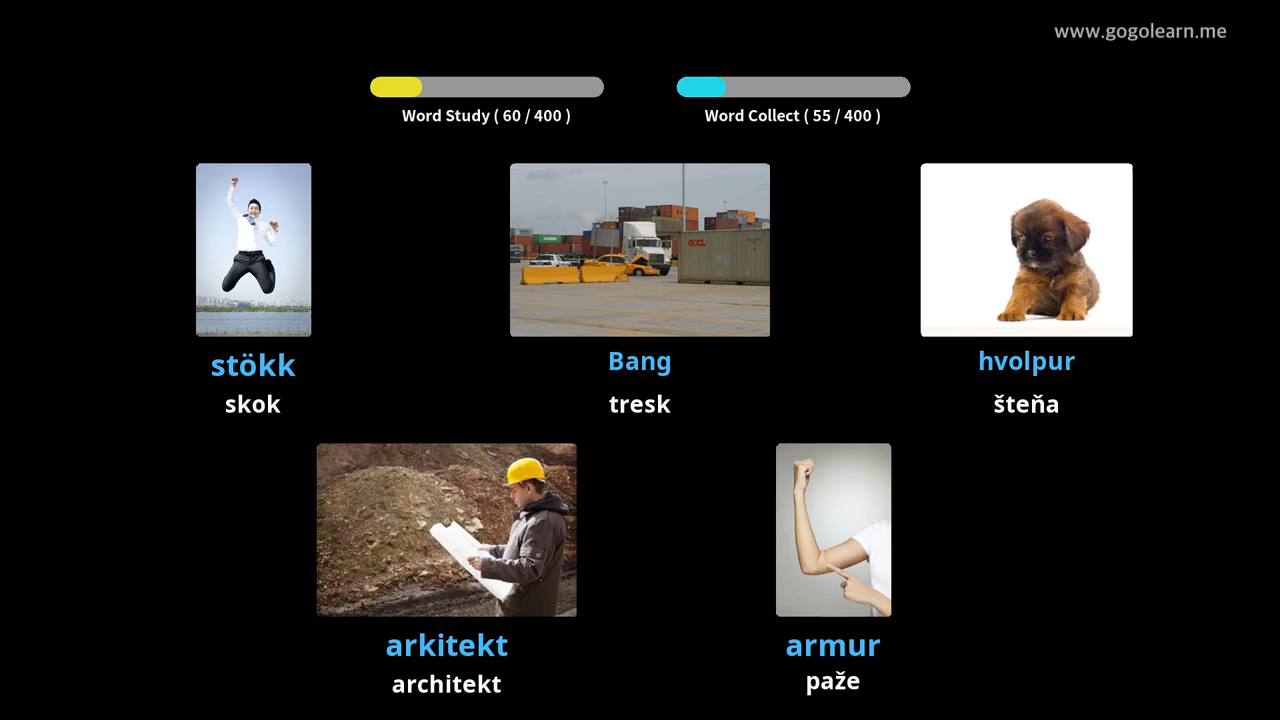 www.gogolearn.me
Word Study ( 60 / 400 )
Word Collect ( 55 / 400 )
stökk
Bang
hvolpur
skok
tresk
šteňa
arkitekt
armur
architekt
paže